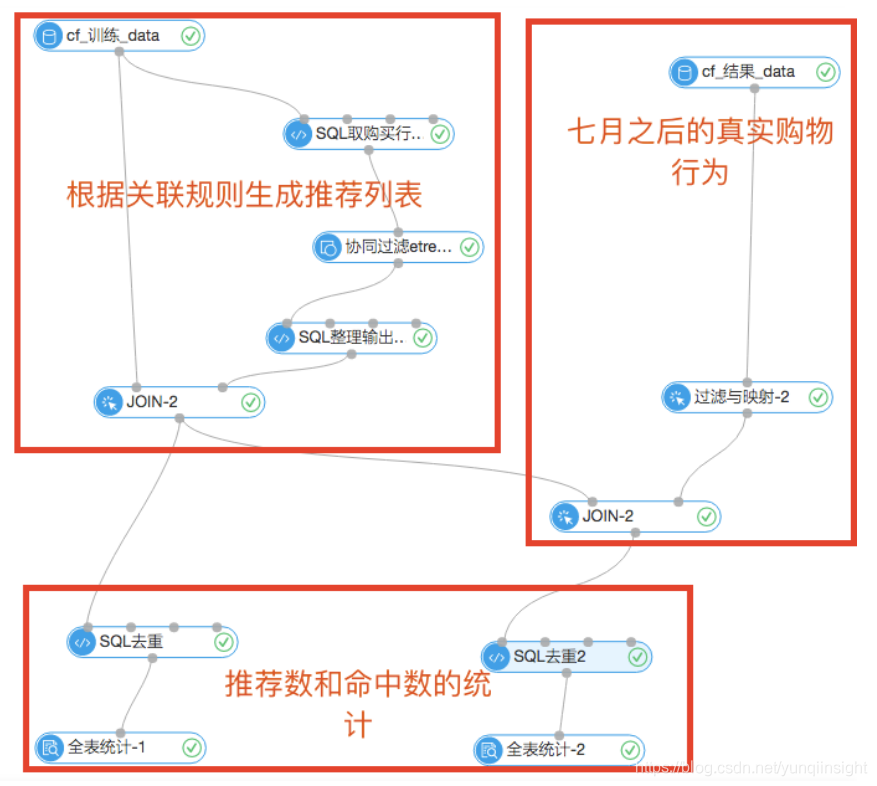 cf_训练_data
cf_结果_data
SQL取购买行...
七月之后的真实购物
行为
根据关联规则生成推荐列表
协同过滤etre...
SQL整理输出..
JOIN-2
过滤与映射-2
JOIN-2
SQL去重
SQL去重2
推荐数和命中数的统
计
全表统计-1
全表统计-2
https://blog.csdn.net/yunqiinsight